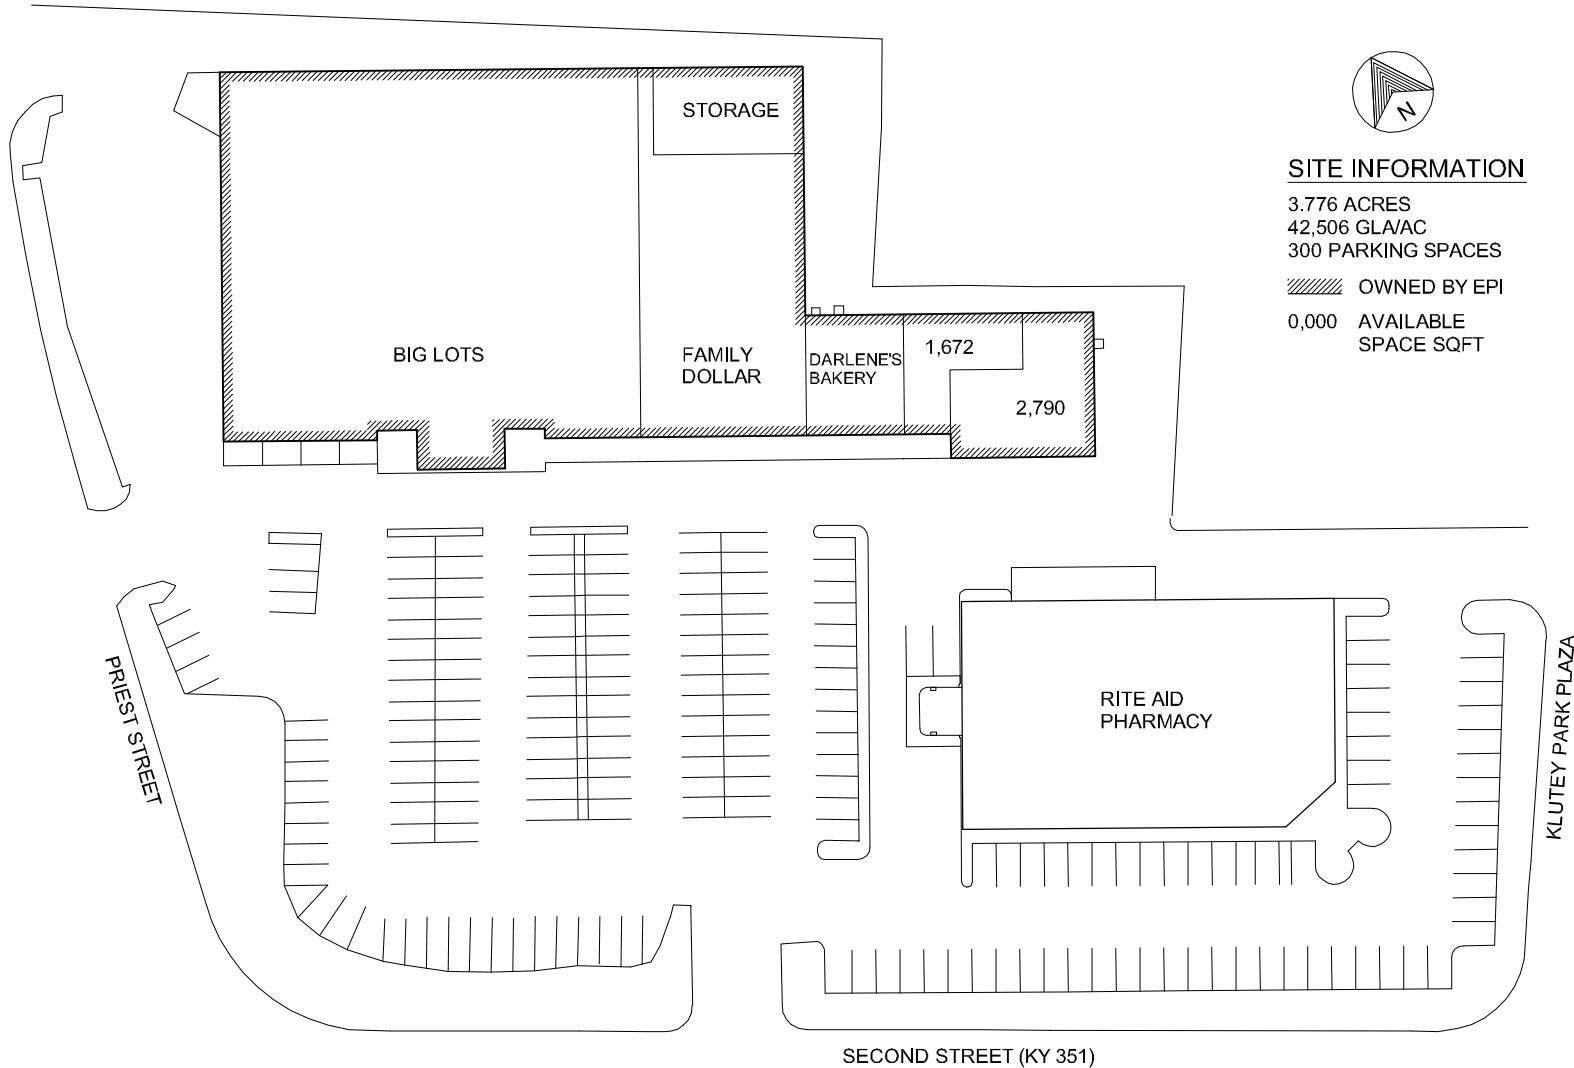 STORAGE
N
SITE INFORMATION
3.776 ACRES
42,506 GLA/AC
300 PARKING SPACES
OWNED BY EPI
0,000 AVAILABLE
SPACE SQFT
BIG LOTS
FAMILY
DOLLAR
DARLENE'S
BAKERY
1,672
2,790
PRIEST STREET
RITE AID
PHARMACY
KLUTEY PARK PLAZA
SECOND STREET (KY 351)